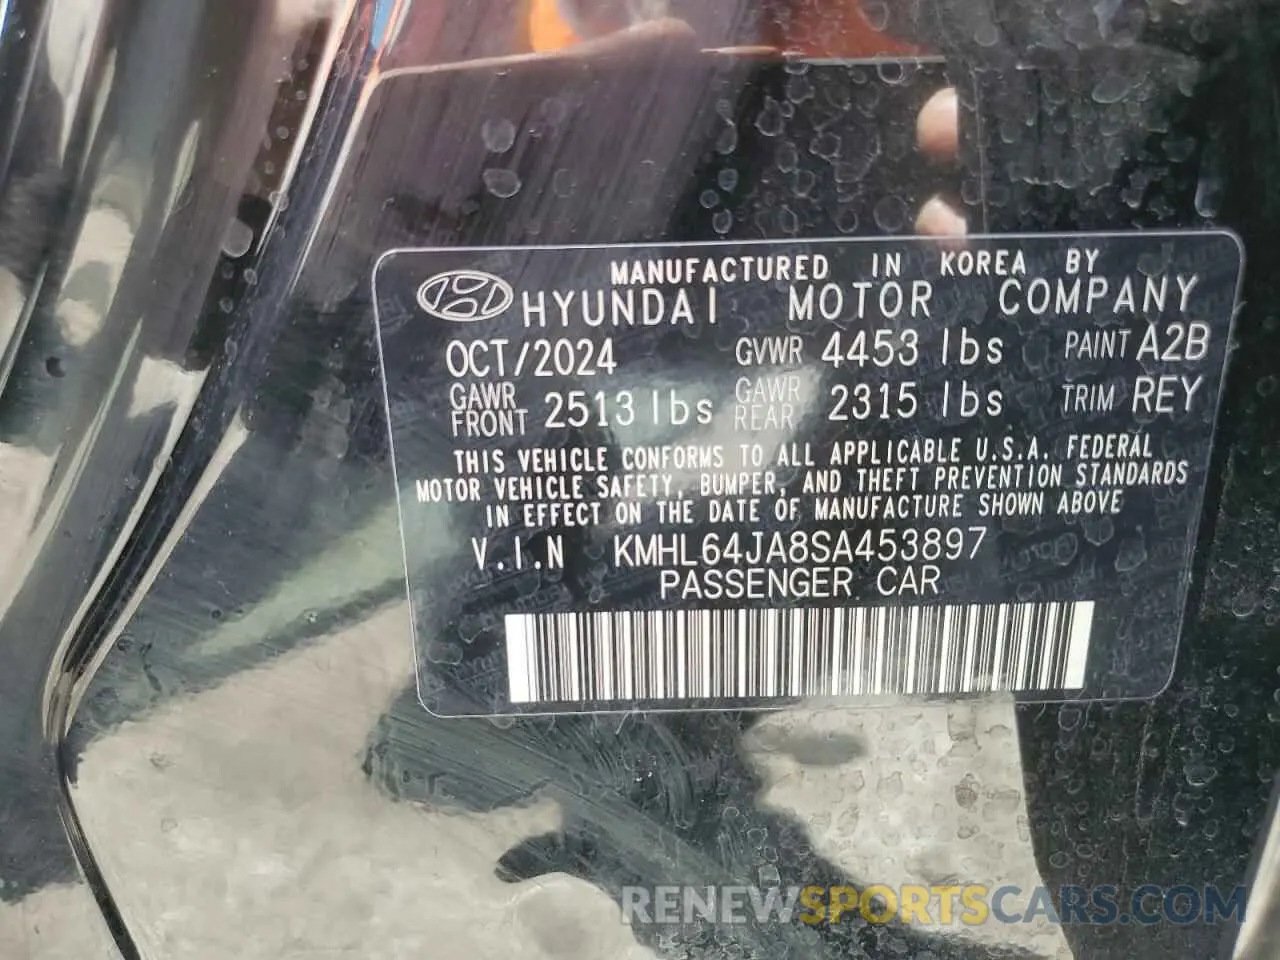 MANUFACTURED IN KOREA BY
HYUNDAI MOTOR COMPANY
OCT/2024 GVWR 4453 lbs PAINT A2B
GAWR FRONT 2513 lbs GAWR REAR 2315 lbs TRIM REY
THIS VEHICLE CONFORMS TO ALL APPLICABLE U.S.A. FEDERAL
MOTOR VEHICLE SAFETY, BUMPER, AND THEFT PREVENTION STANDARDS
IN EFFECT ON THE DATE OF MANUFACTURE SHOWN ABOVE
V.I.N KMHL64JA8SA453897
PASSENGER CAR
RENEWSPORTSCARS.COM